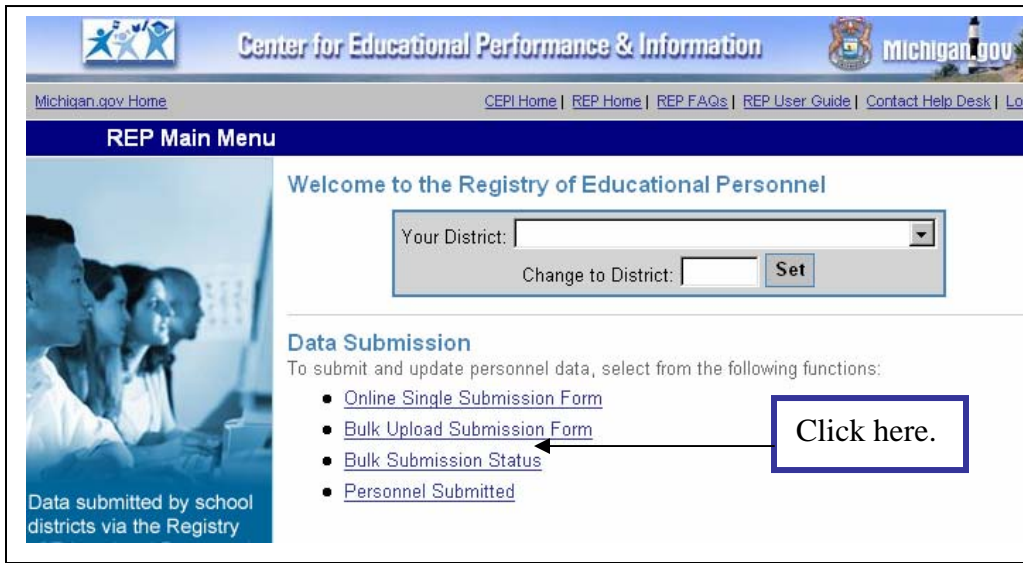 Center for Educational Performance & Information
Michigan.gov
Michigan.gov Home
CEPI Home | REP Home | REP FAQs | REP User Guide | Contact Help Desk | Lo
REP Main Menu
Welcome to the Registry of Educational Personnel
Your District:
Change to District: Set
Data Submission
To submit and update personnel data, select from the following functions:
• Online Single Submission Form
• Bulk Upload Submission Form
Click here.
• Bulk Submission Status
• Personnel Submitted
Data submitted by school
districts via the Registry